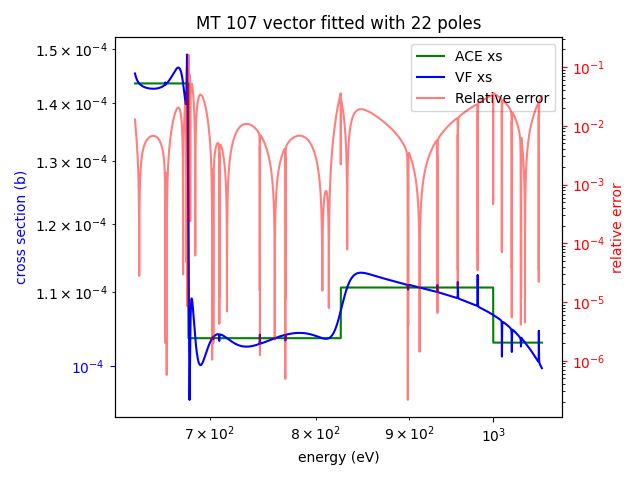 MT 107 vector fitted with 22 poles
ACE xs
VF xs
Relative error
1.5 × 10⁻⁴
1.4 × 10⁻⁴
1.3 × 10⁻⁴
1.2 × 10⁻⁴
1.1 × 10⁻⁴
10⁻⁴
cross section (b)
10⁻¹
10⁻²
10⁻³
10⁻⁴
10⁻⁵
10⁻⁶
relative error
7 × 10² 8 × 10² 9 × 10² 10³
energy (eV)